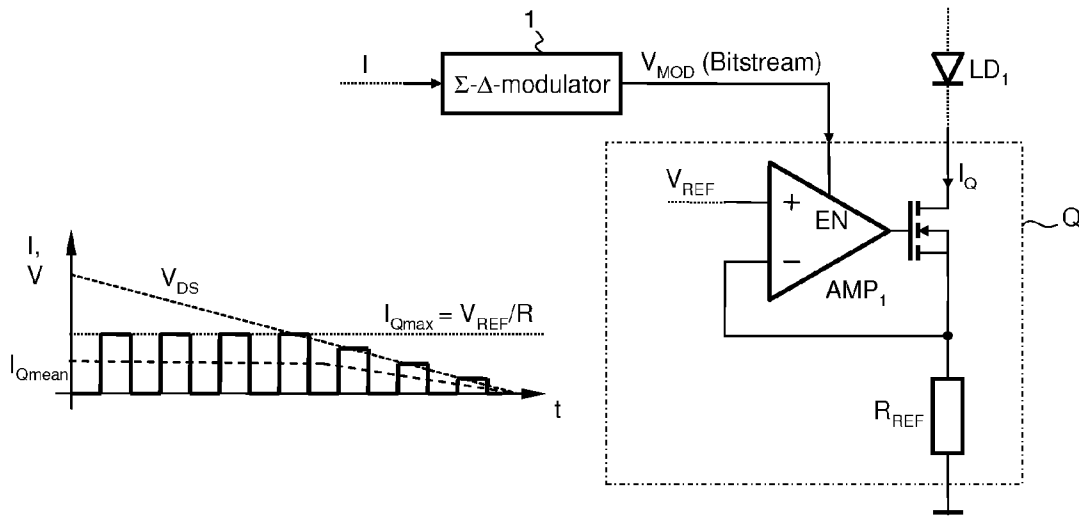 1
I
Σ-Δ-modulator
V_MOD (Bitstream)
LD_1
V_REF
+
EN
−
AMP_1
I_Q
Q
R_REF
I,
V
V_DS
I_Qmax = V_REF/R
I_Qmean
t